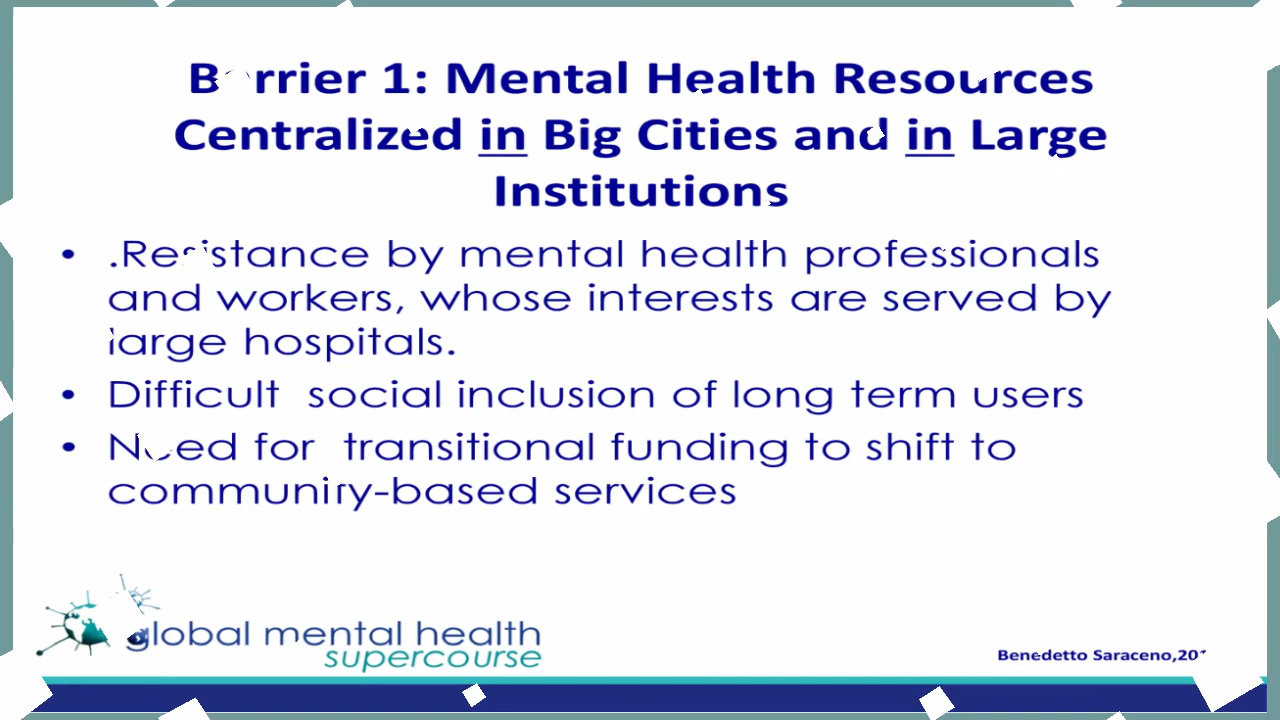 Barrier 1: Mental Health Resources
Centralized in Big Cities and in Large
Institutions
• .Resistance by mental health professionals
and workers, whose interests are served by
large hospitals.
• Difficult social inclusion of long term users
• Need for transitional funding to shift to
community-based services
global mental health
supercourse
Benedetto Saraceno,